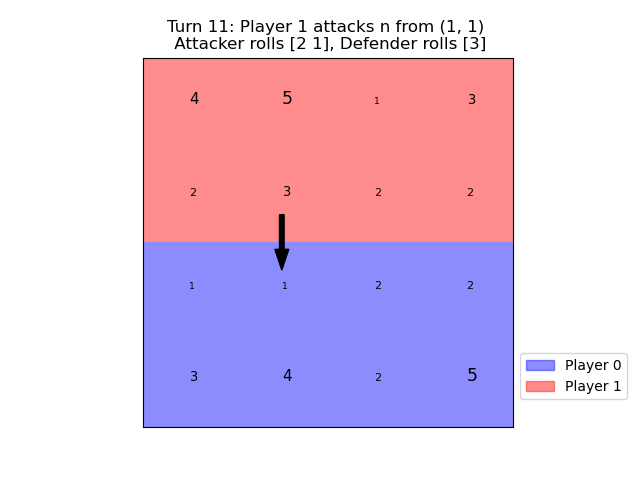 Turn 11: Player 1 attacks n from (1, 1)
Attacker rolls [2 1], Defender rolls [3]
4 5 1 3
2 3 2 2
1 1 2 2
3 4 2 5
Player 0
Player 1